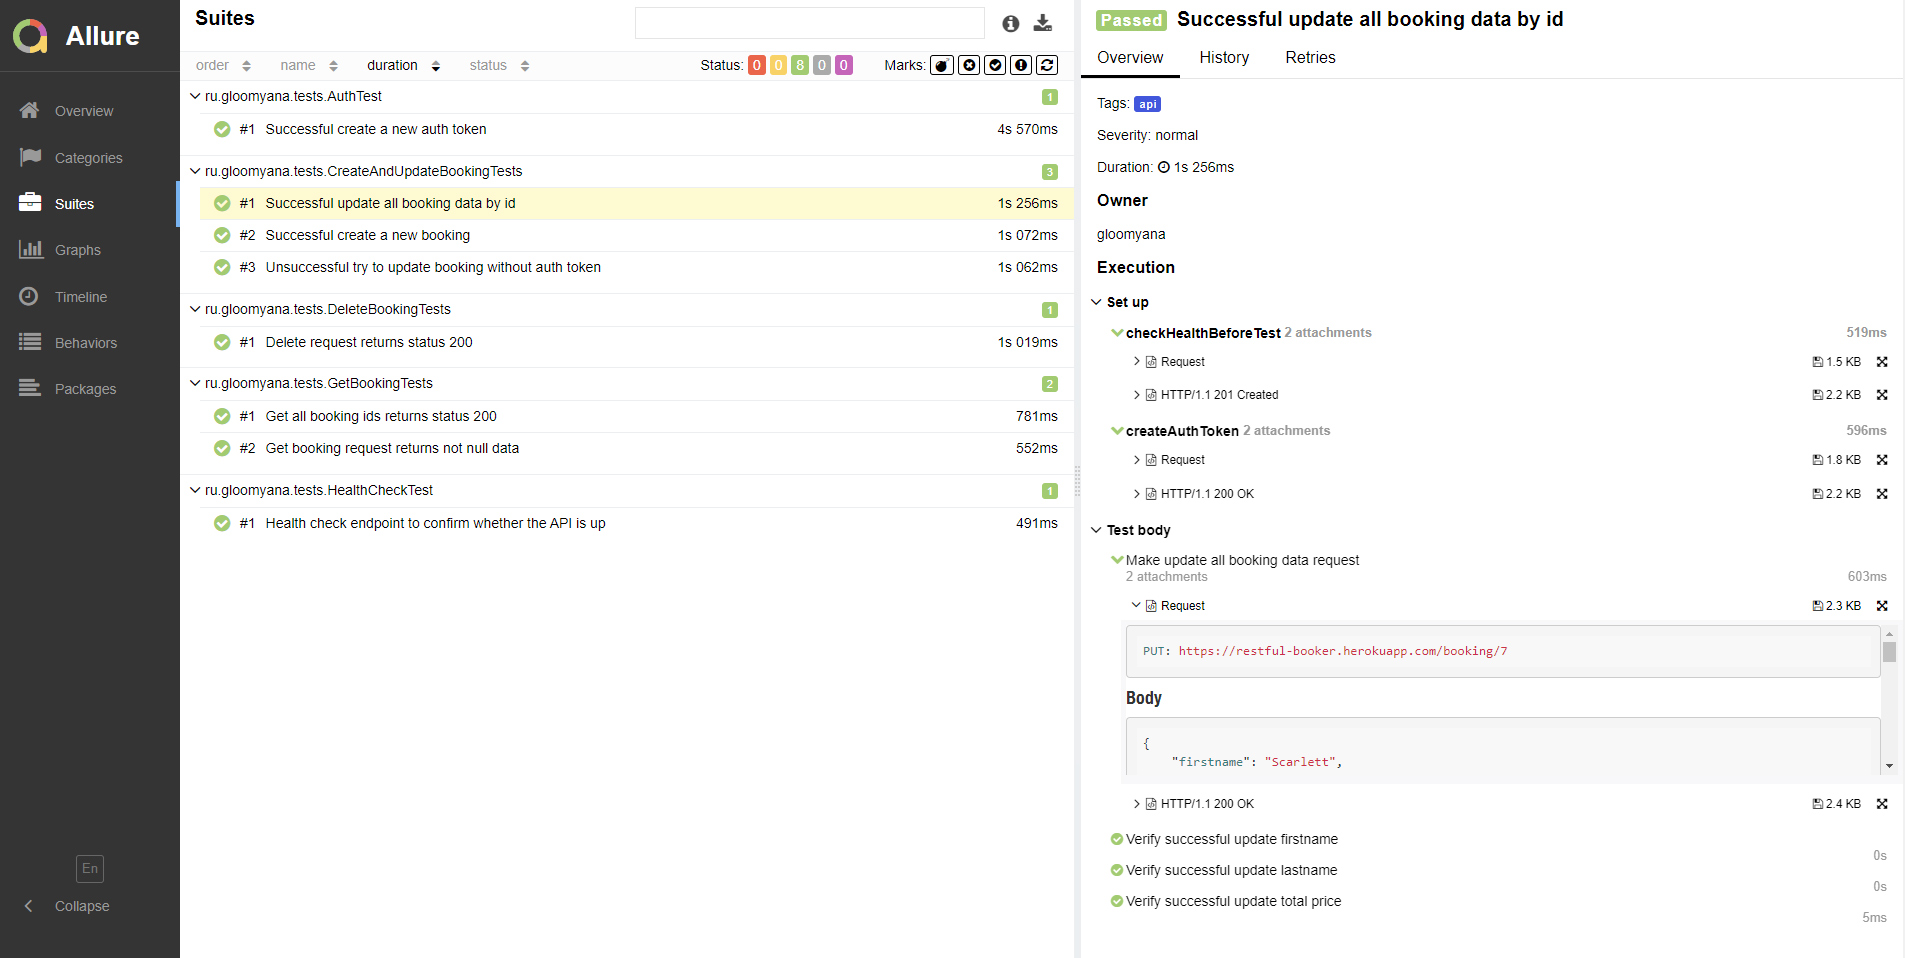 Allure
Overview
Categories
Suites
Graphs
Timeline
Behaviors
Packages
En
Collapse
Suites
order name duration status Status: 0 0 8 0 0 Marks:
ru.gloomyana.tests.AuthTest 1
#1 Successful create a new auth token 4s 570ms
ru.gloomyana.tests.CreateAndUpdateBookingTests 3
#1 Successful update all booking data by id 1s 256ms
#2 Successful create a new booking 1s 072ms
#3 Unsuccessful try to update booking without auth token 1s 062ms
ru.gloomyana.tests.DeleteBookingTests 1
#1 Delete request returns status 200 1s 019ms
ru.gloomyana.tests.GetBookingTests 2
#1 Get all booking ids returns status 200 781ms
#2 Get booking request returns not null data 552ms
ru.gloomyana.tests.HealthCheckTest 1
#1 Health check endpoint to confirm whether the API is up 491ms
Passed Successful update all booking data by id
Overview History Retries
Tags: api
Severity: normal
Duration: 1s 256ms
Owner
gloomyana
Execution
Set up
checkHealthBeforeTest 2 attachments 519ms
Request 1.5 KB
HTTP/1.1 201 Created 2.2 KB
createAuthToken 2 attachments 596ms
Request 1.8 KB
HTTP/1.1 200 OK 2.2 KB
Test body
Make update all booking data request
2 attachments 603ms
Request 2.3 KB
PUT: https://restful-booker.herokuapp.com/booking/7
Body
{
"firstname": "Scarlett",
HTTP/1.1 200 OK 2.4 KB
Verify successful update firstname
0s
Verify successful update lastname
0s
Verify successful update total price
5ms